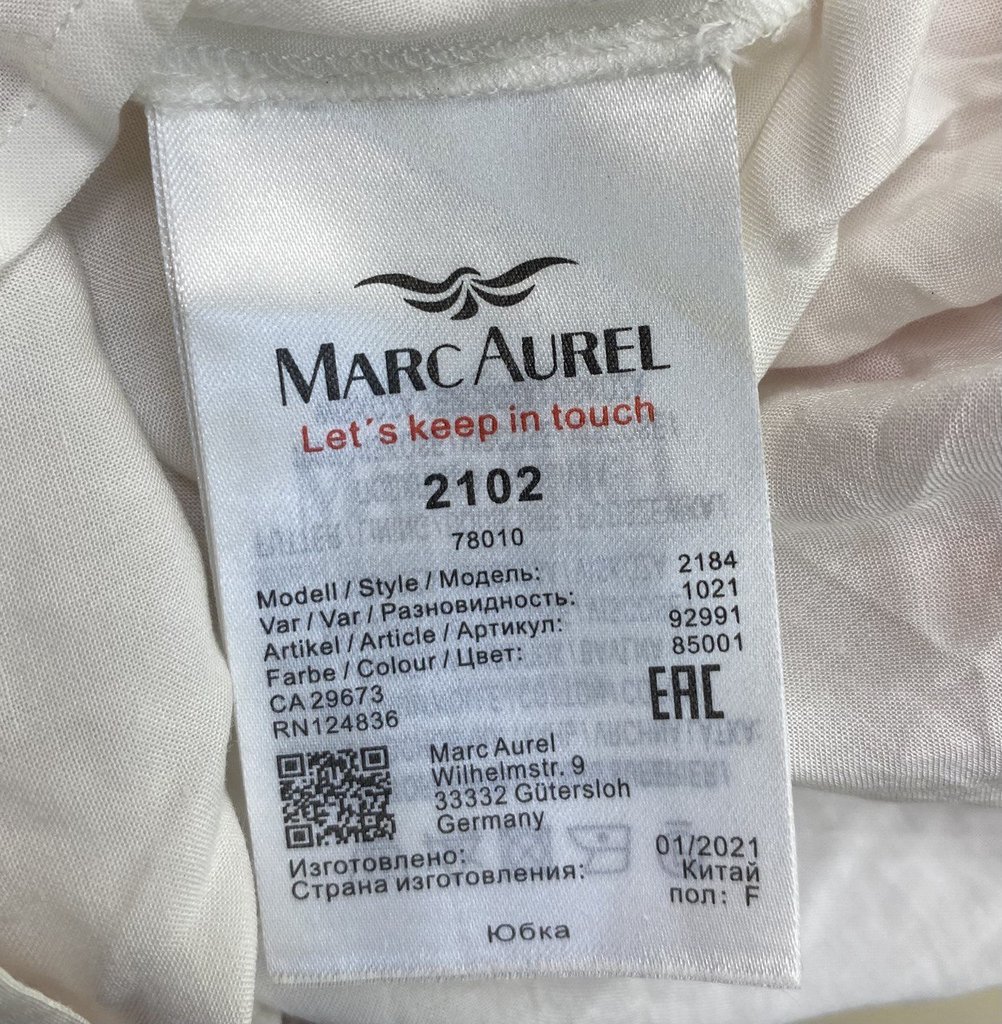 MARC AUREL
Let´s keep in touch
2102
78010
Modell / Style / Модель: 2184
Var / Var / Разновидность: 1021
Artikel / Article / Артикул: 92991
Farbe / Colour / Цвет: 85001
CA 29673
RN124836
EAC
Marc Aurel
Wilhelmstr. 9
33332 Gütersloh
Germany
Изготовлено: 01/2021
Страна изготовления: Китай
пол: F
Юбка